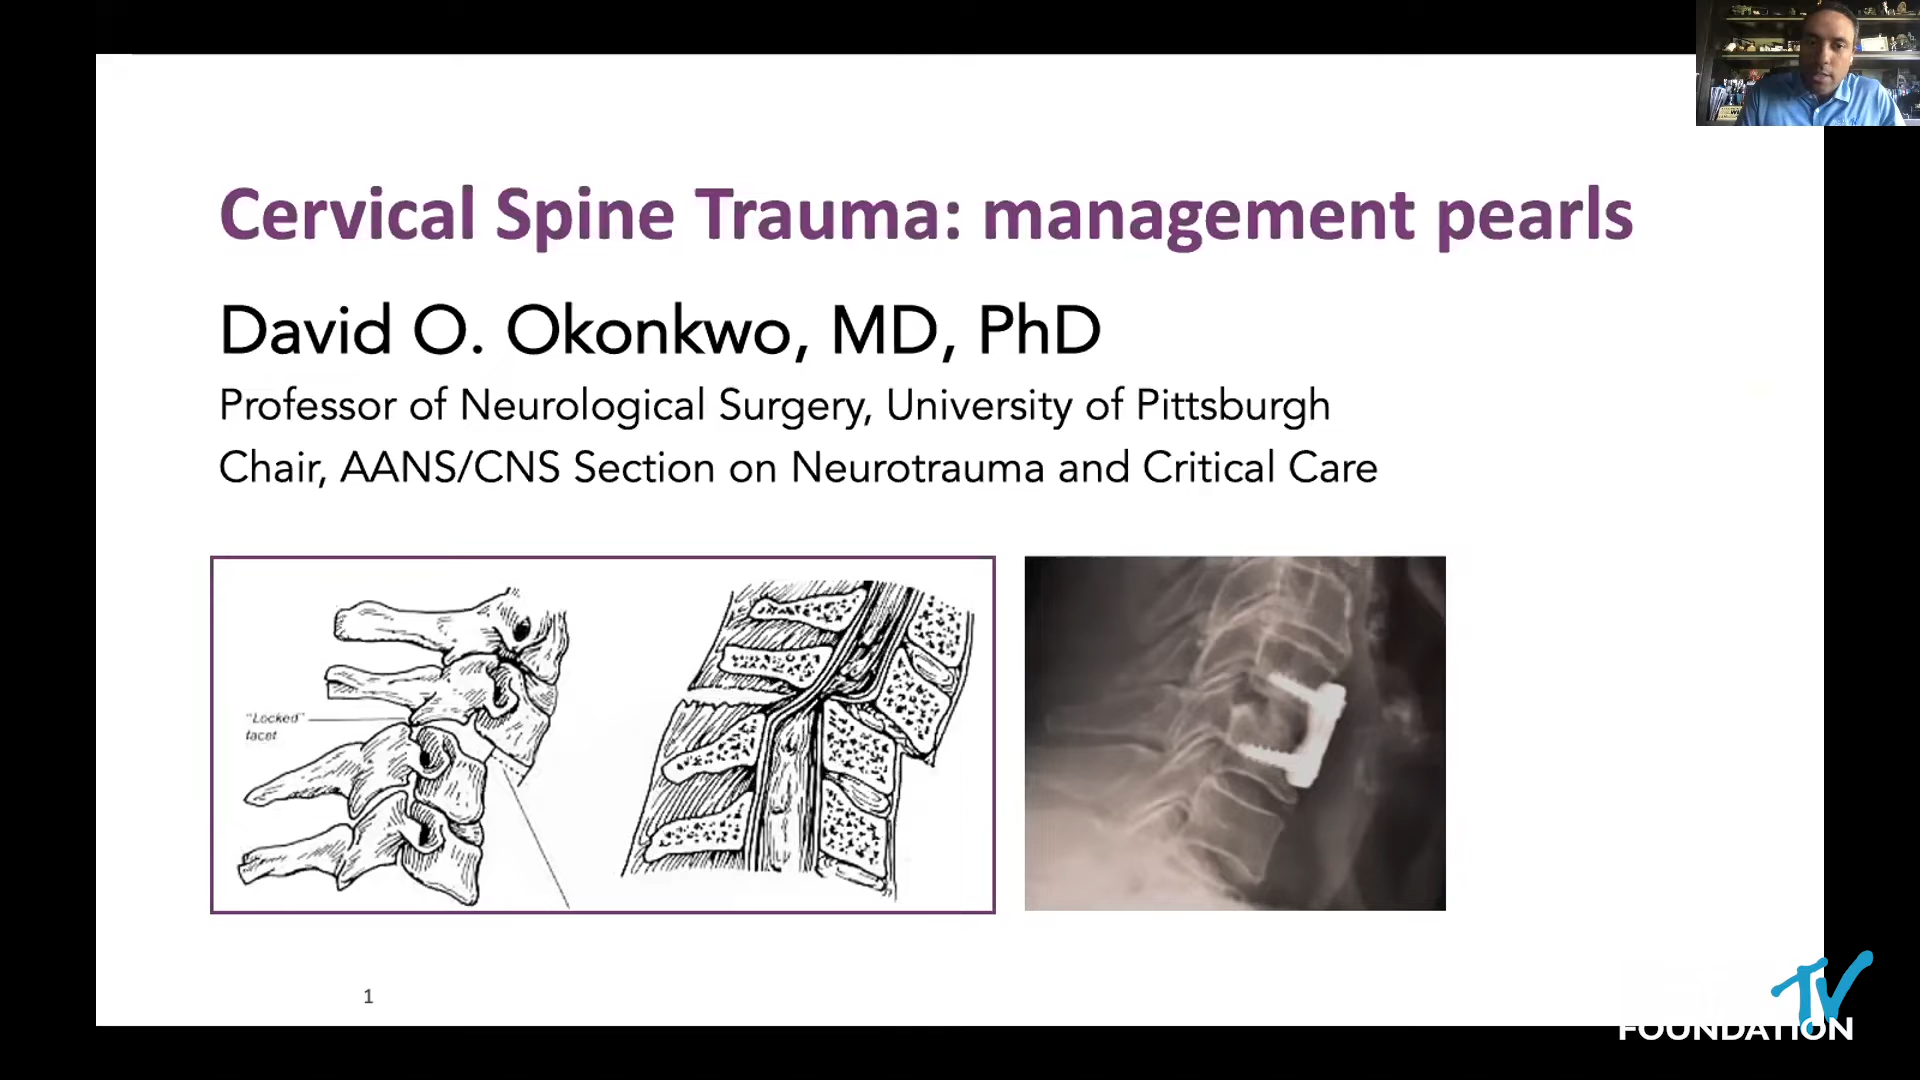 Cervical Spine Trauma: management pearls
David O. Okonkwo, MD, PhD
Professor of Neurological Surgery, University of Pittsburgh
Chair, AANS/CNS Section on Neurotrauma and Critical Care
"Locked"
facet
1
TV
FOUNDATION